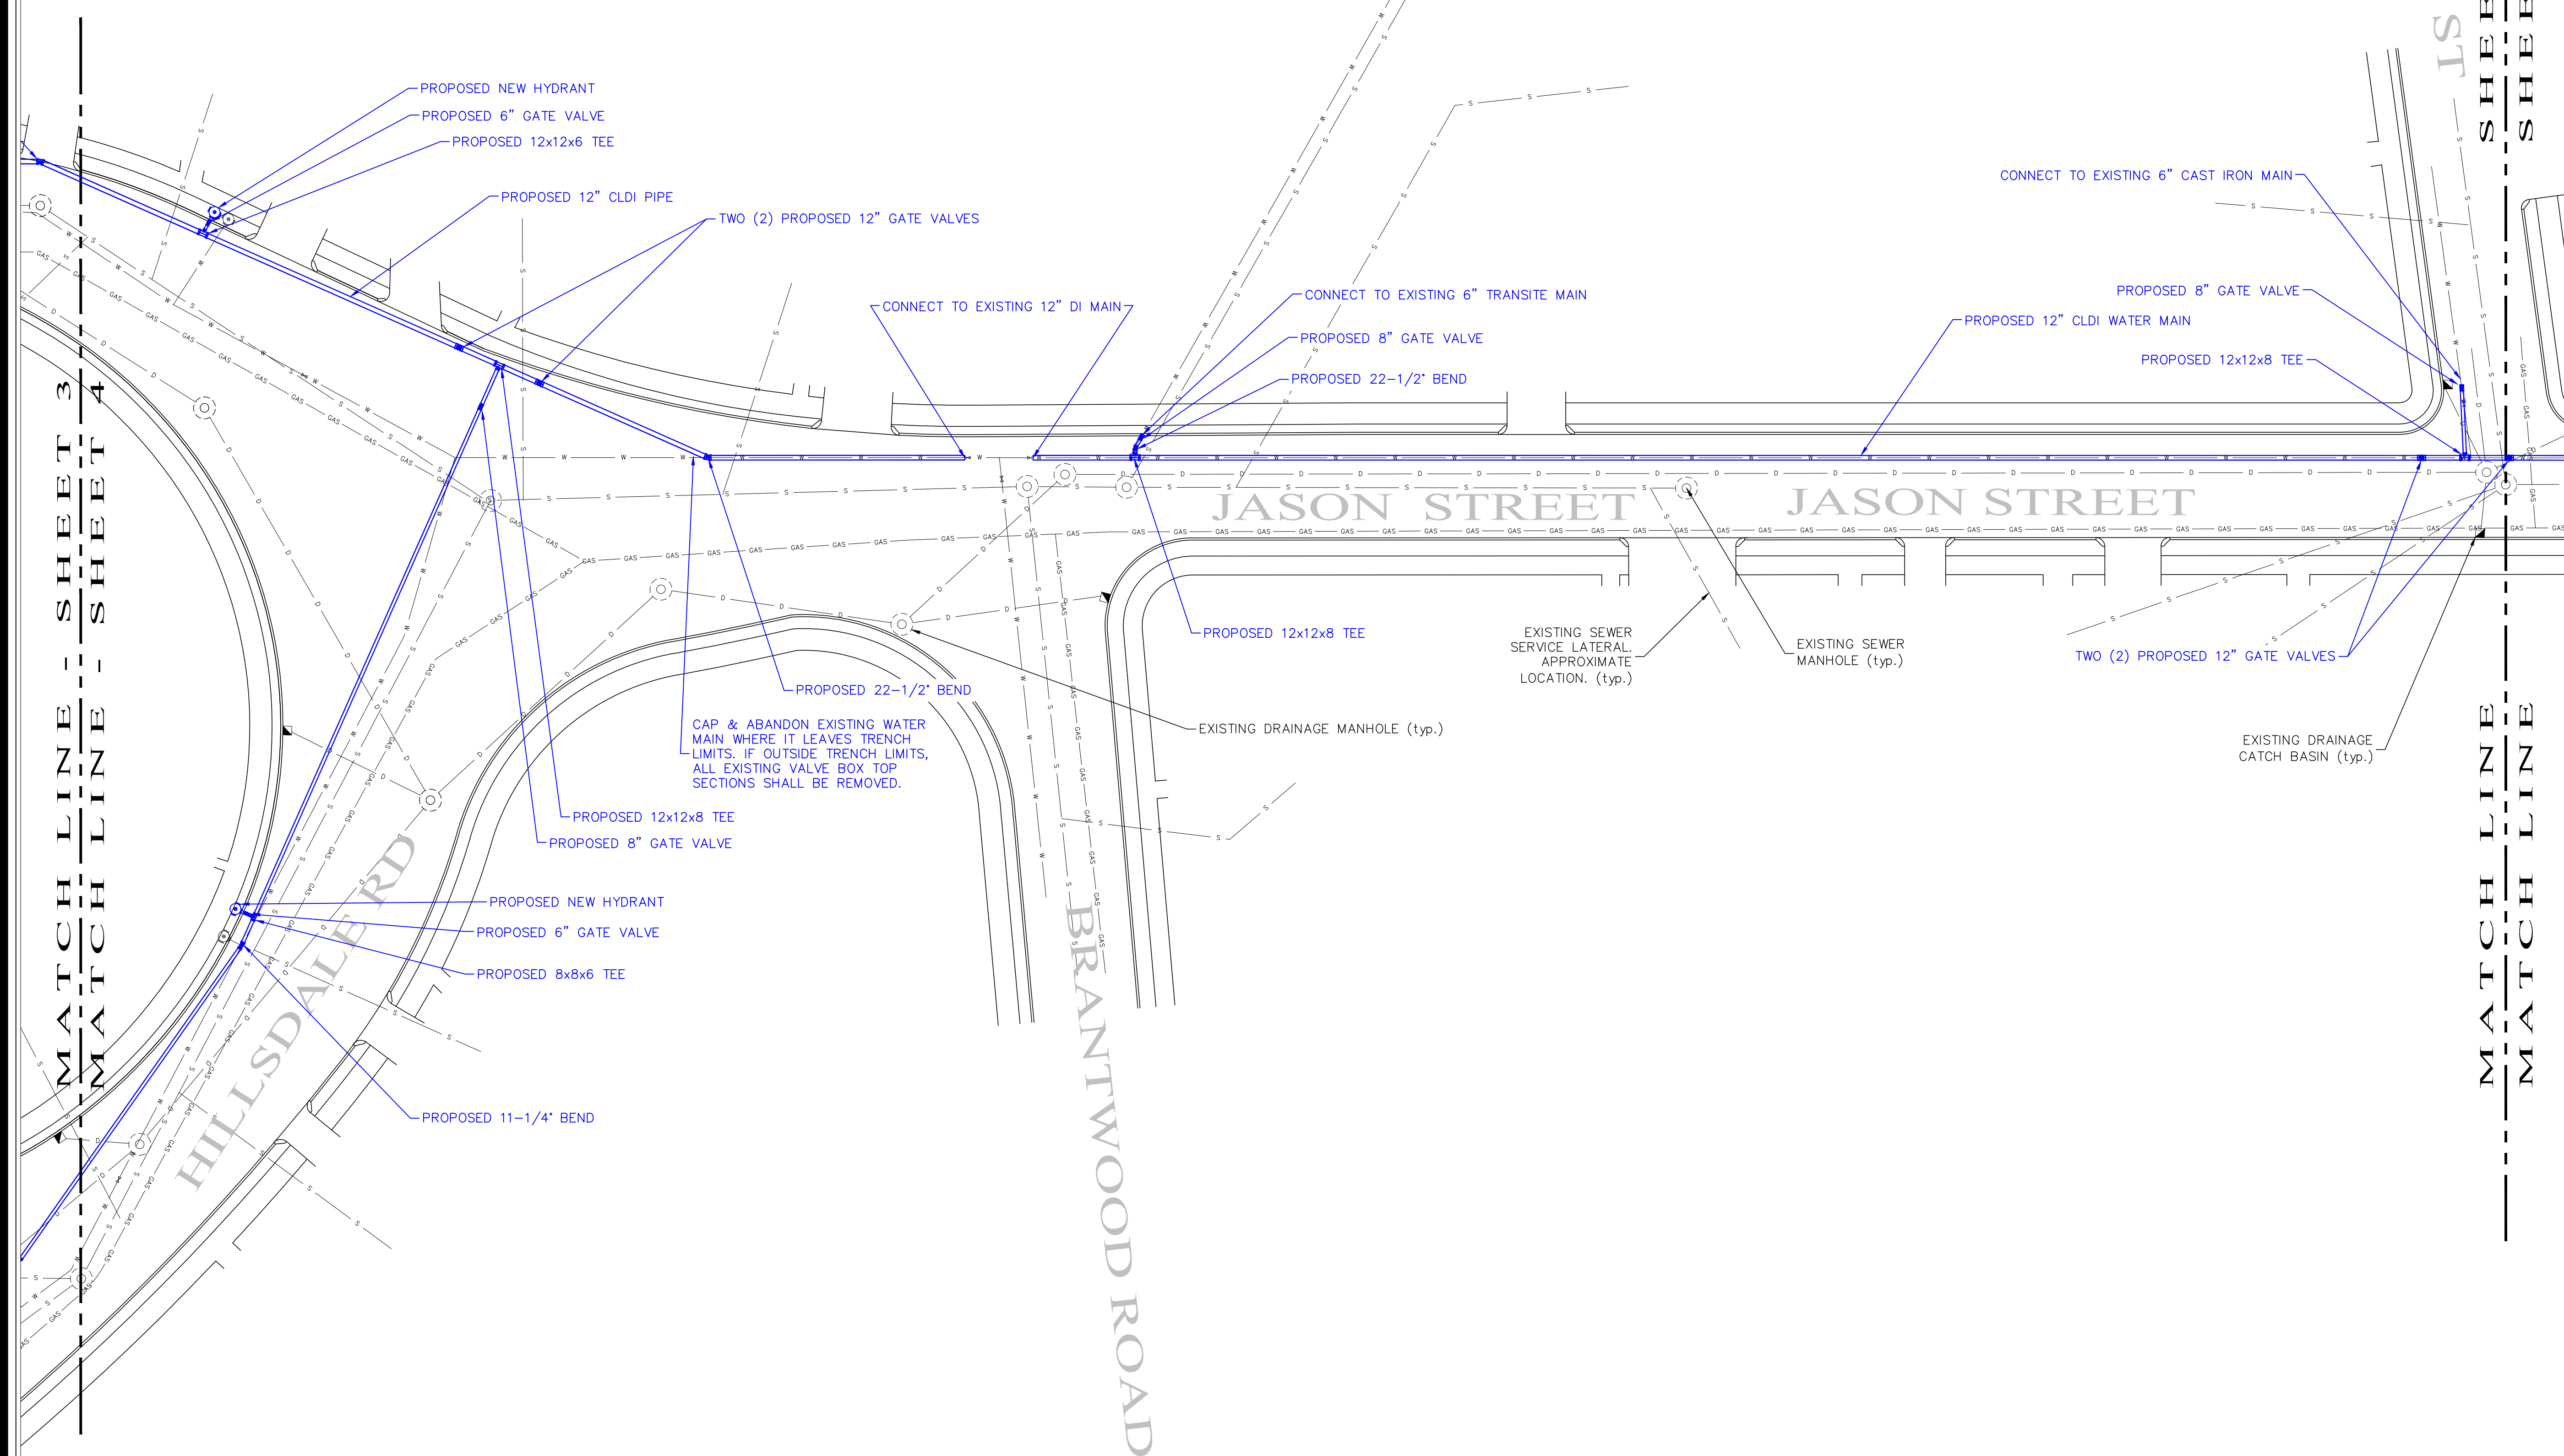 PROPOSED NEW HYDRANT
PROPOSED 6" GATE VALVE
PROPOSED 12x12x6 TEE
PROPOSED 12" CLDI PIPE
TWO (2) PROPOSED 12" GATE VALVES
CONNECT TO EXISTING 12" DI MAIN
CONNECT TO EXISTING 6" TRANSITE MAIN
PROPOSED 8" GATE VALVE
PROPOSED 22-1/2° BEND
CONNECT TO EXISTING 6" CAST IRON MAIN
PROPOSED 8" GATE VALVE
PROPOSED 12" CLDI WATER MAIN
PROPOSED 12x12x8 TEE
ST
JASON STREET
JASON STREET
PROPOSED 12x12x8 TEE
EXISTING SEWER
SERVICE LATERAL.
APPROXIMATE
LOCATION. (typ.)
EXISTING SEWER
MANHOLE (typ.)
TWO (2) PROPOSED 12" GATE VALVES
EXISTING DRAINAGE
CATCH BASIN (typ.)
EXISTING DRAINAGE MANHOLE (typ.)
PROPOSED 22-1/2° BEND
CAP & ABANDON EXISTING WATER
MAIN WHERE IT LEAVES TRENCH
LIMITS. IF OUTSIDE TRENCH LIMITS,
ALL EXISTING VALVE BOX TOP
SECTIONS SHALL BE REMOVED.
PROPOSED 12x12x8 TEE
PROPOSED 8" GATE VALVE
PROPOSED NEW HYDRANT
PROPOSED 6" GATE VALVE
PROPOSED 8x8x6 TEE
PROPOSED 11-1/4° BEND
HILLSDALE RD
BRANTWOOD ROAD
MATCH LINE - SHEET 3
MATCH LINE - SHEET 4
MATCH LINE
SHEE
MATCH LINE
SHEE